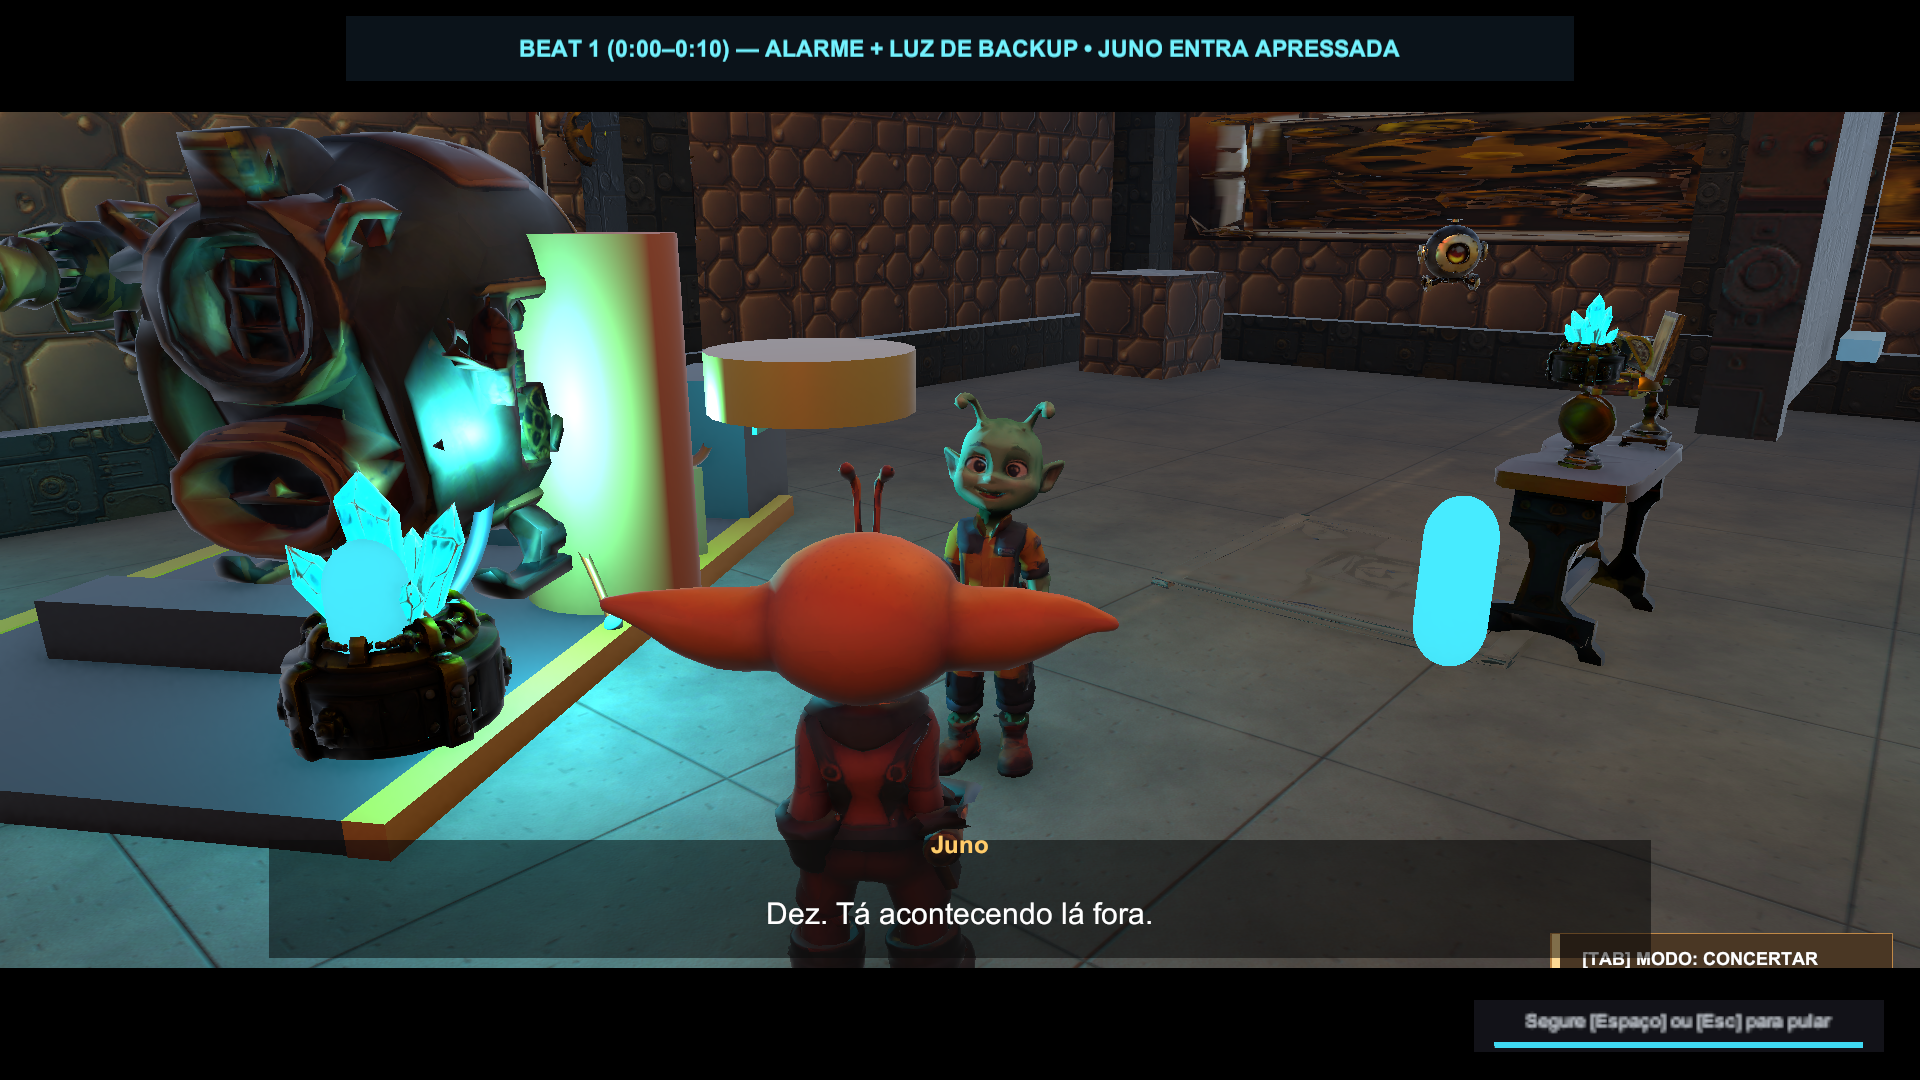 BEAT 1 (0:00–0:10) — ALARME + LUZ DE BACKUP • JUNO ENTRA APRESSADA
Juno
Dez. Tá acontecendo lá fora.
[TAB] MODO: CONCERTAR
Segure [Espaço] ou [Esc] para pular